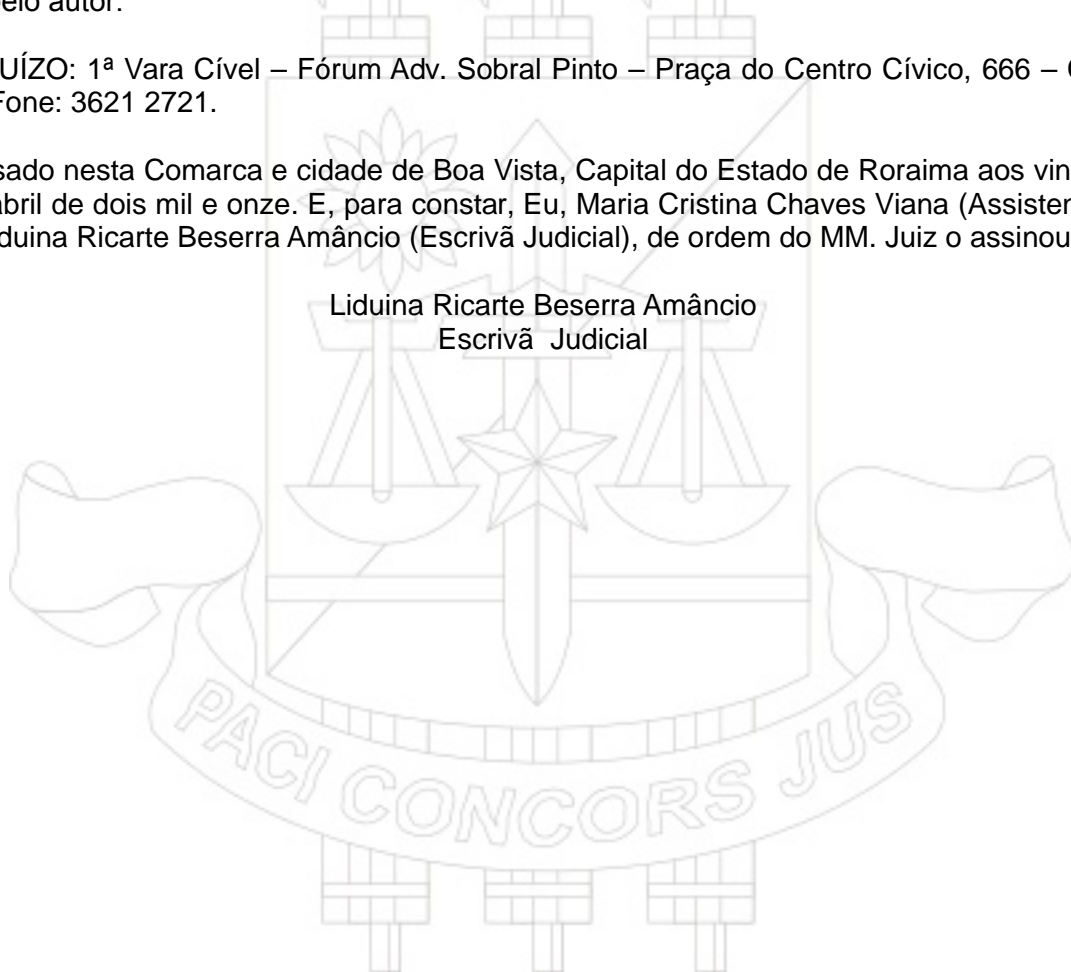 pelo autor.
UÍZO: 1ª Vara Cível – Fórum Adv. Sobral Pinto – Praça do Centro Cívico, 666 –
Fone: 3621 2721.
sado nesta Comarca e cidade de Boa Vista, Capital do Estado de Roraima aos vin
abril de dois mil e onze. E, para constar, Eu, Maria Cristina Chaves Viana (Assisten
duina Ricarte Beserra Amâncio (Escrivã Judicial), de ordem do MM. Juiz o assinou
Liduina Ricarte Beserra Amâncio
Escrivã Judicial
PACI CONCORS JUS